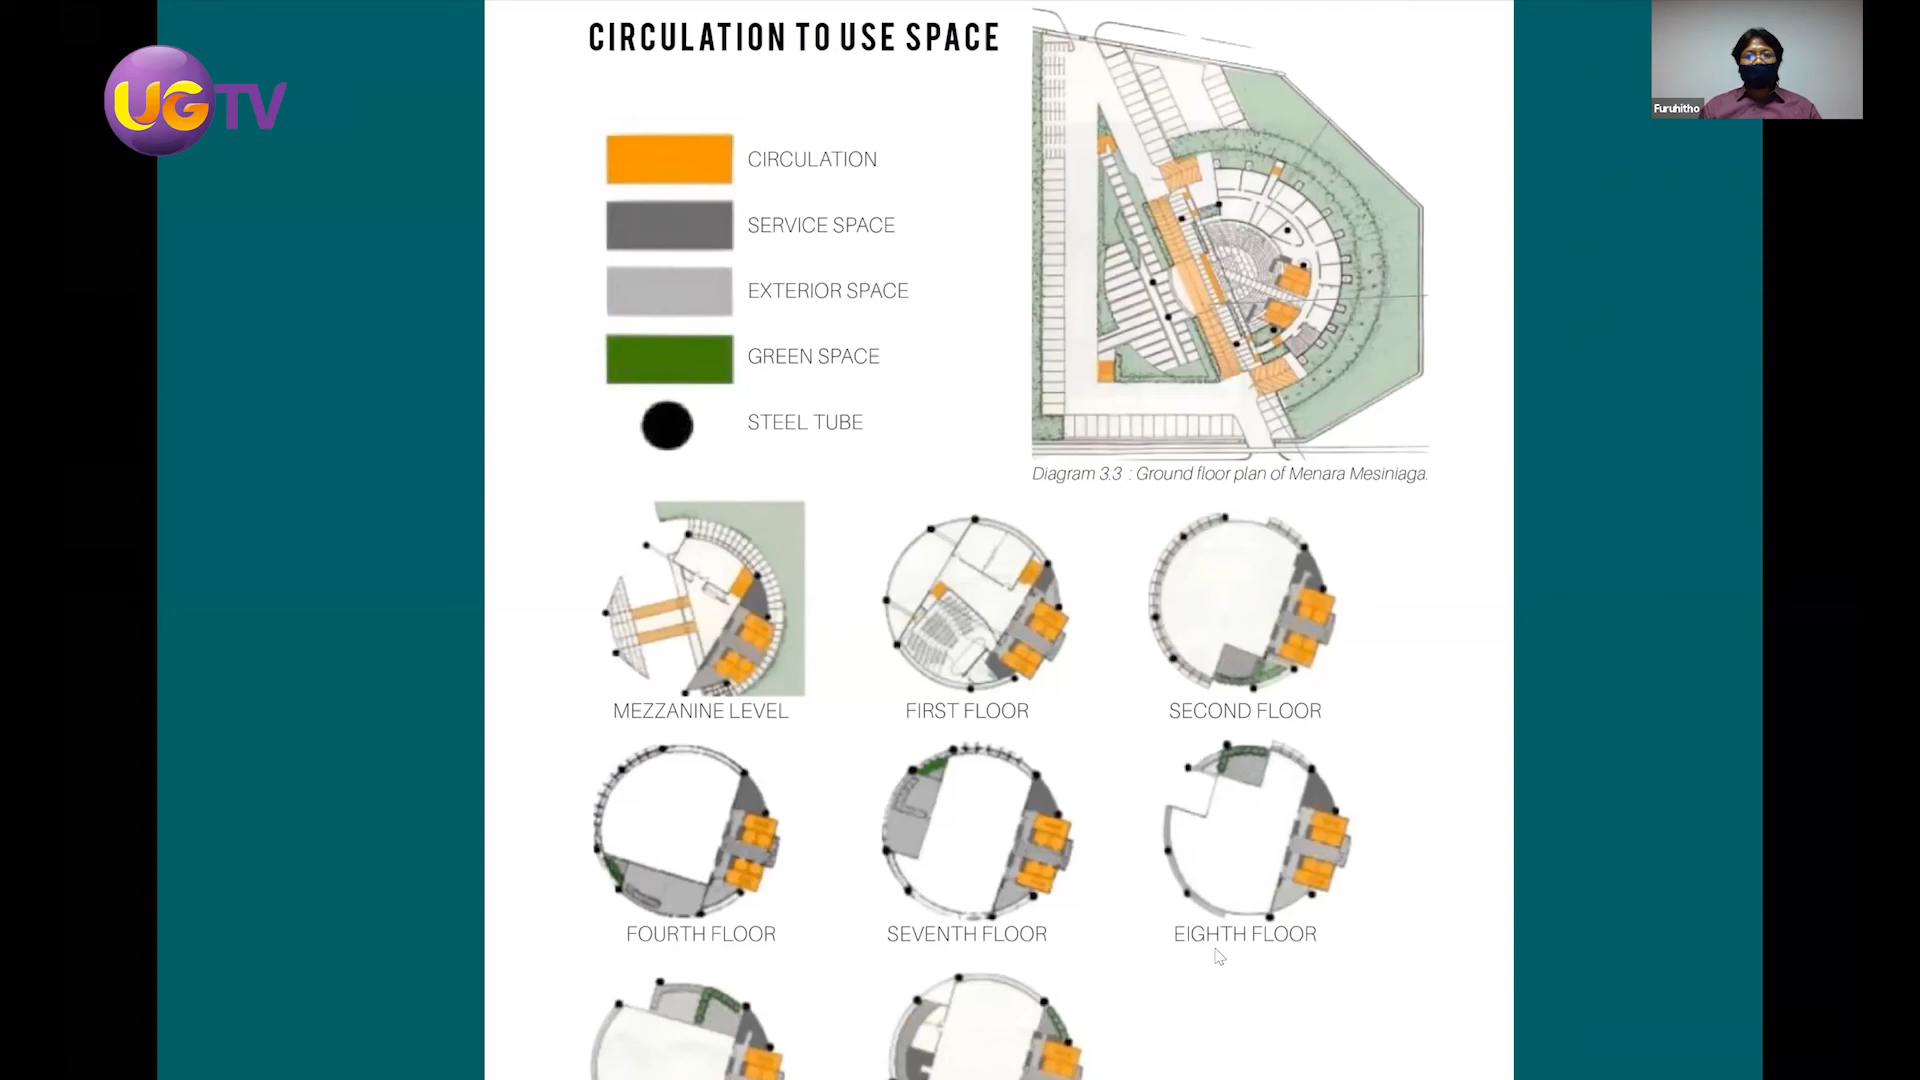 CIRCULATION TO USE SPACE
UGTV
Furuhitho
CIRCULATION
SERVICE SPACE
EXTERIOR SPACE
GREEN SPACE
STEEL TUBE
Diagram 3.3 : Ground floor plan of Menara Mesiniaga.
MEZZANINE LEVEL
FIRST FLOOR
SECOND FLOOR
FOURTH FLOOR
SEVENTH FLOOR
EIGHTH FLOOR